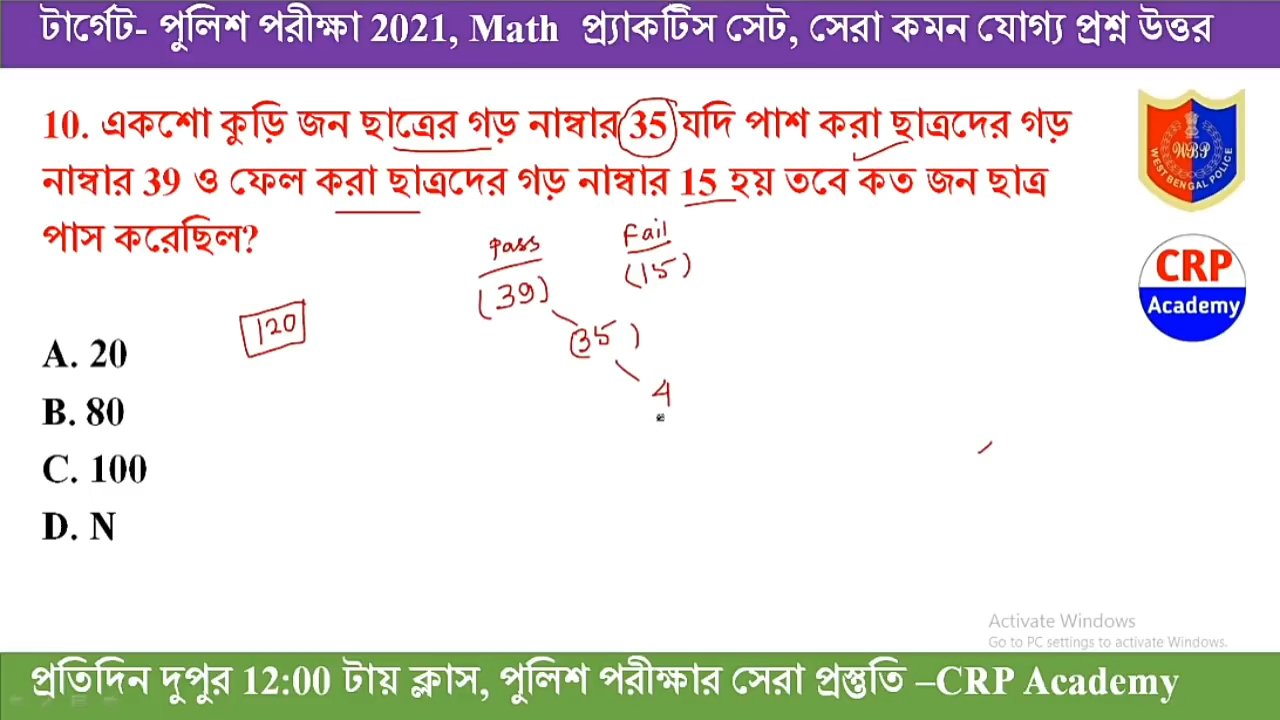 টার্গেট- পুলিশ পরীক্ষা 2021, Math প্র্যাকটিস সেট, সেরা কমন যোগ্য প্রশ্ন উত্তর
10. একশো কুড়ি জন ছাত্রের গড় নাম্বার 35 যদি পাশ করা ছাত্রদের গড়
নাম্বার 39 ও ফেল করা ছাত্রদের গড় নাম্বার 15 হয় তবে কত জন ছাত্র
পাস করেছিল?
WBP
WEST BENGAL POLICE
CRP
Academy
Pass
Fail
(39)
(15)
120
(35)
4
A. 20
B. 80
C. 100
D. N
Activate Windows
Go to PC settings to activate Windows.
প্রতিদিন দুপুর 12:00 টায় ক্লাস, পুলিশ পরীক্ষার সেরা প্রস্তুতি –CRP Academy